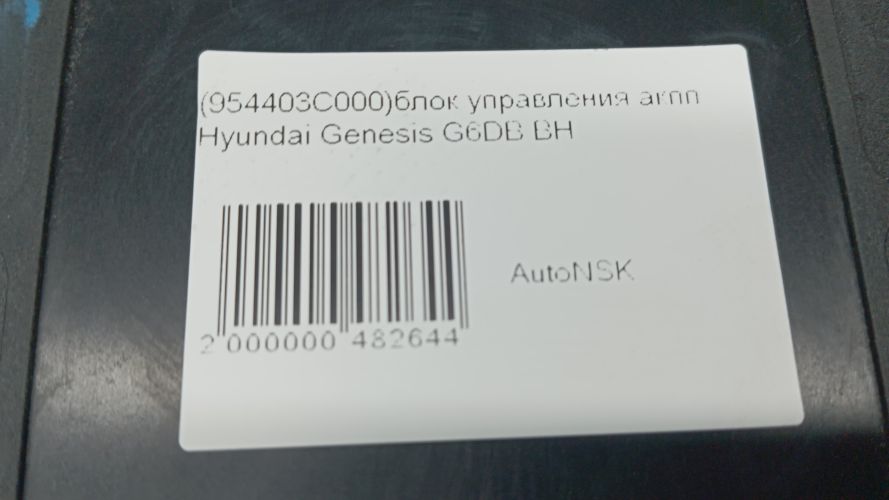 (954403C000)блок управления акпп
Hyundai Genesis G6DB BH
AutoNSK
2 000000 482644